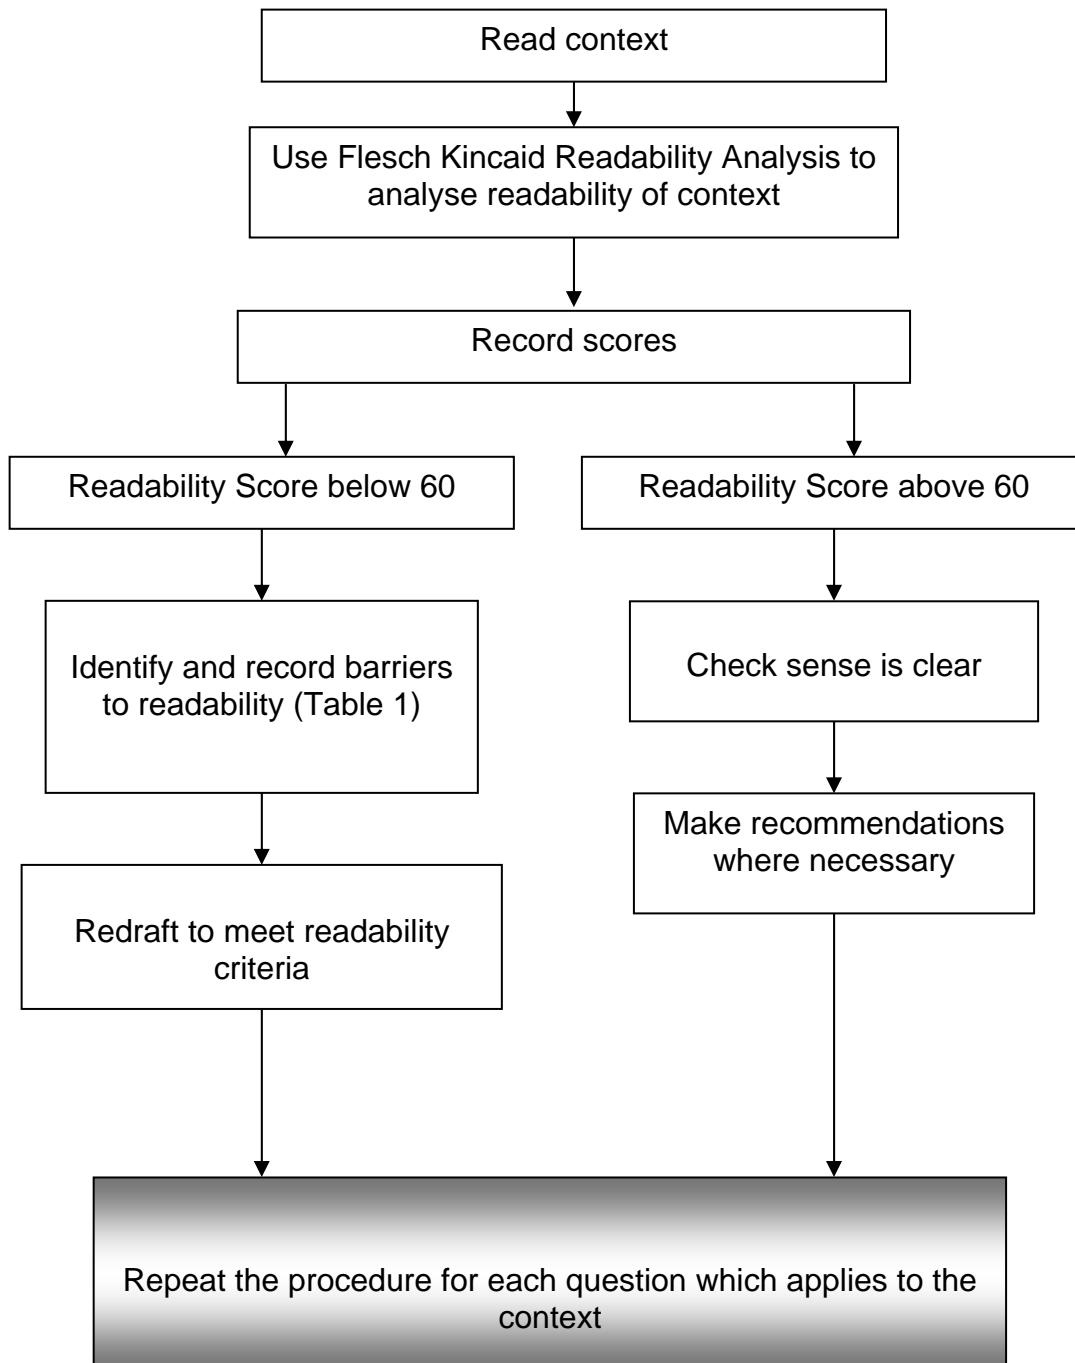 Read context
Use Flesch Kincaid Readability Analysis to
analyse readability of context
Record scores
Readability Score below 60
Readability Score above 60
Identify and record barriers
to readability (Table 1)
Check sense is clear
Make recommendations
where necessary
Redraft to meet readability
criteria
Repeat the procedure for each question which applies to the
context